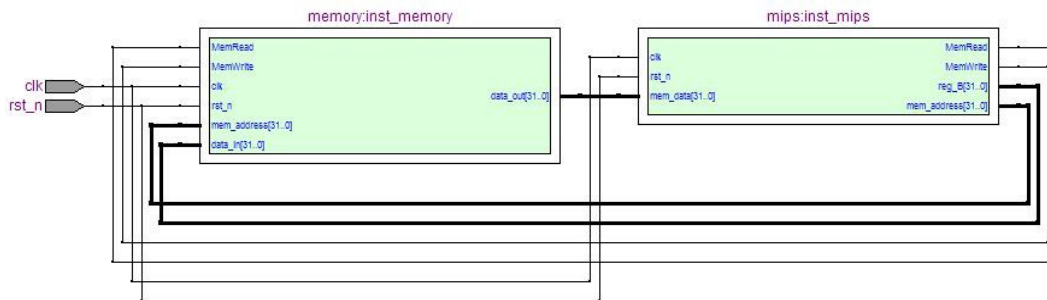 memory:inst_memory
mips:inst_mips
clk
rst_n
MemRead
MemWrite
clk
rst_n
mem_address[31..0]
data_in[31..0]
data_out[31..0]
clk
rst_n
mem_data[31..0]
MemRead
MemWrite
reg_B[31..0]
mem_address[31..0]